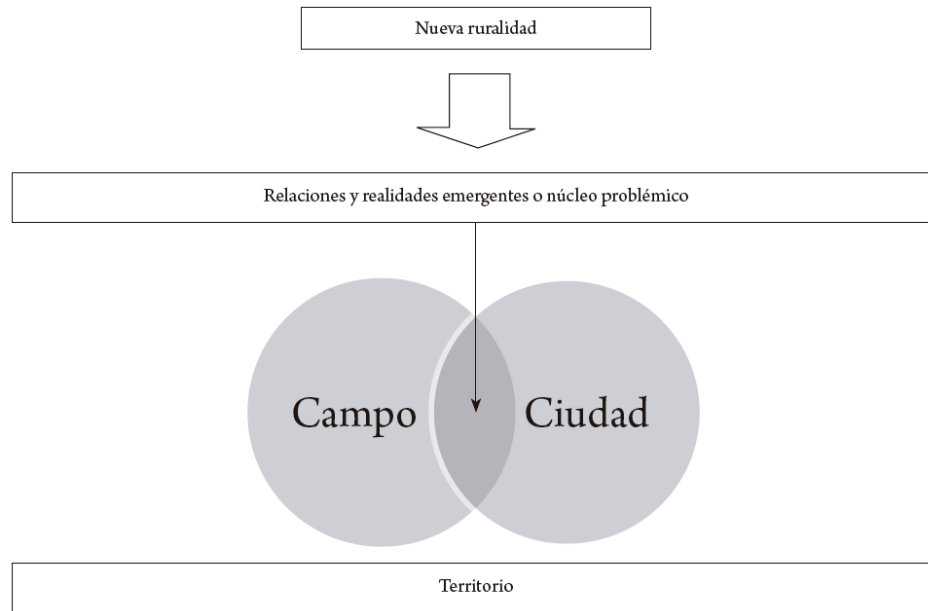 Nueva ruralidad
Relaciones y realidades emergentes o núcleo problémico
Campo
Ciudad
Territorio